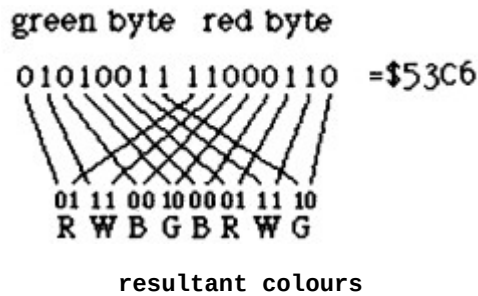 green byte red byte
01010011 11000110 =$53C6
01 11 00 10 00 01 11 10
R W B G B R W G
resultant colours